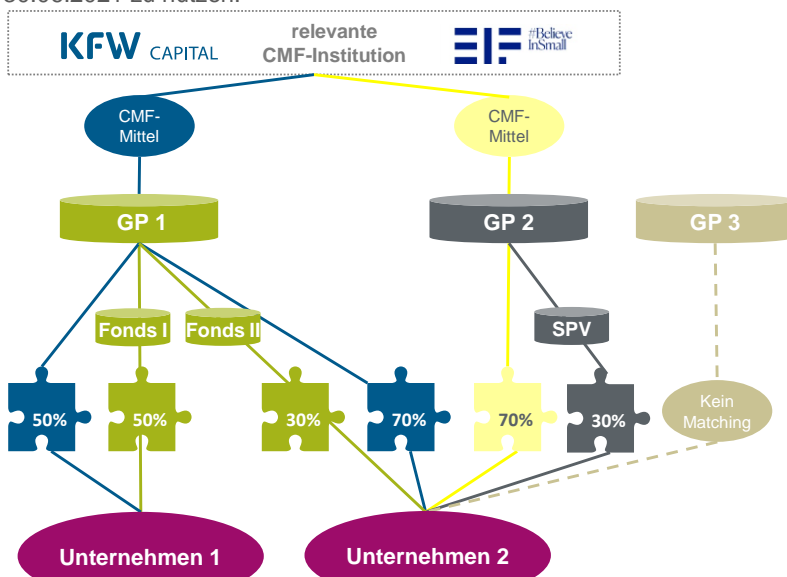 KFW CAPITAL
relevante
CMF-Institution
EIF #Believe
InSmall
CMF-
Mittel
CMF-
Mittel
GP 1
GP 2
GP 3
Fonds I
Fonds II
SPV
50%
50%
30%
70%
70%
30%
Kein
Matching
Unternehmen 1
Unternehmen 2